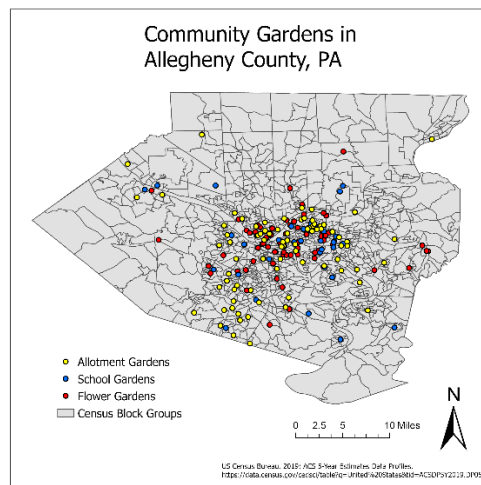 Community Gardens in
Allegheny County, PA
Allotment Gardens
School Gardens
Flower Gardens
Census Block Groups
N
0 2.5 5 10 Miles
US Census Bureau. 2019: ACS 5-Year Estimates Data Profiles.